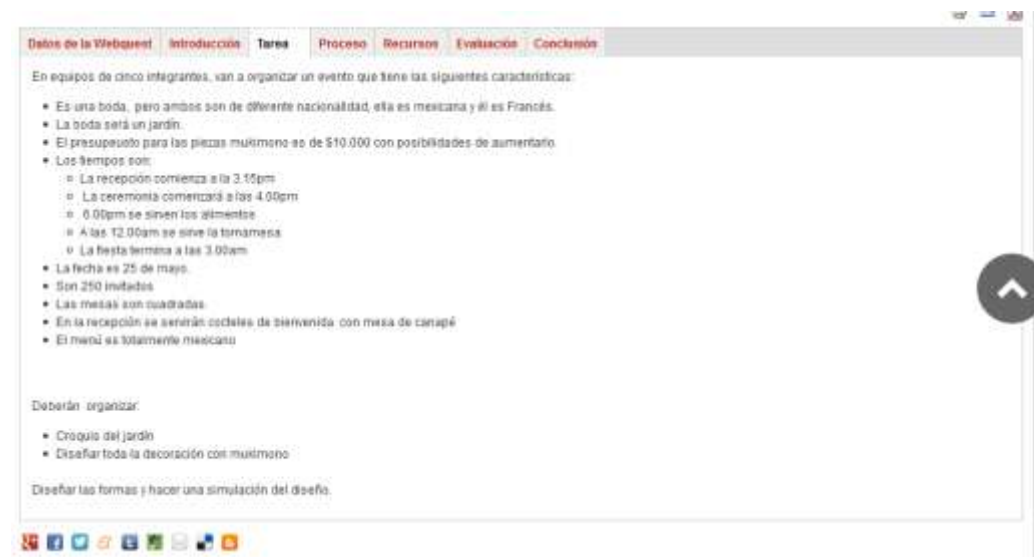 Datos de la Webquest Introducción Tarea Proceso Recursos Evaluación Conclusión
En equipos de cinco integrantes, van a organizar un evento que tiene las siguientes características:
Es una boda, pero ambos son de diferente nacionalidad, ella es mexicana y él es Francés.
La boda será un jardín.
El presupeuoto para las piezas mukimono es de $10.000 con posibilidades de aumentarlo.
Los tiempos son:
La recepción comienza a la 3.15pm
La ceremonia comenzará a las 4.00pm
6.00pm se sirven los alimentos
A las 12.00am se sirve la tornamesa
La fiesta termina a las 3.00am
La fecha es 25 de mayo.
Son 250 invitados
Las mesas son cuadradas.
En la recepción se servirán cocteles de bienvenida con mesa de canapé
El menú es totalmente mexicano
Deberán organizar:
Croquis del jardín
Diseñar toda la decoración con mukimono
Diseñar las formas y hacer una simulación del diseño.